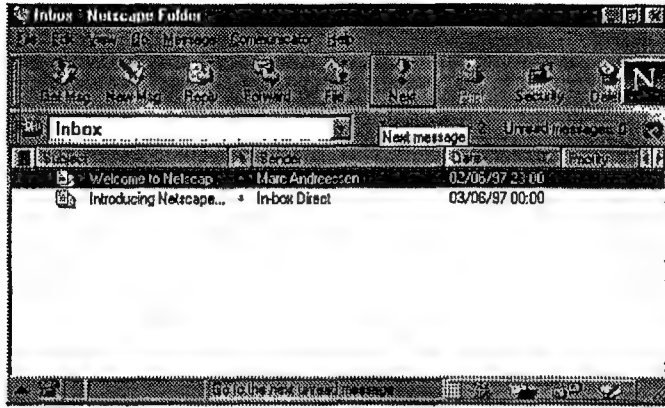 Inbox - Netscape Folder
File Edit View Go Message Communicator Help
Get Msg New Msg Reply Forward File Next Print Security Delete N
Inbox Next message 2 Unread messages: 0
Subject Sender Date Priority
Welcome to Netscap Marc Andreessen 02/06/97 23:00
Introducing Netscape... In-box Direct 03/06/97 00:00
Go to the next unread message